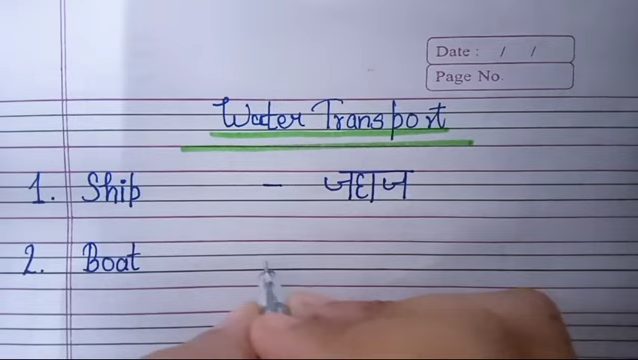 Date : / /
Page No.
Water Transport
1. Ship - जहाज
2. Boat